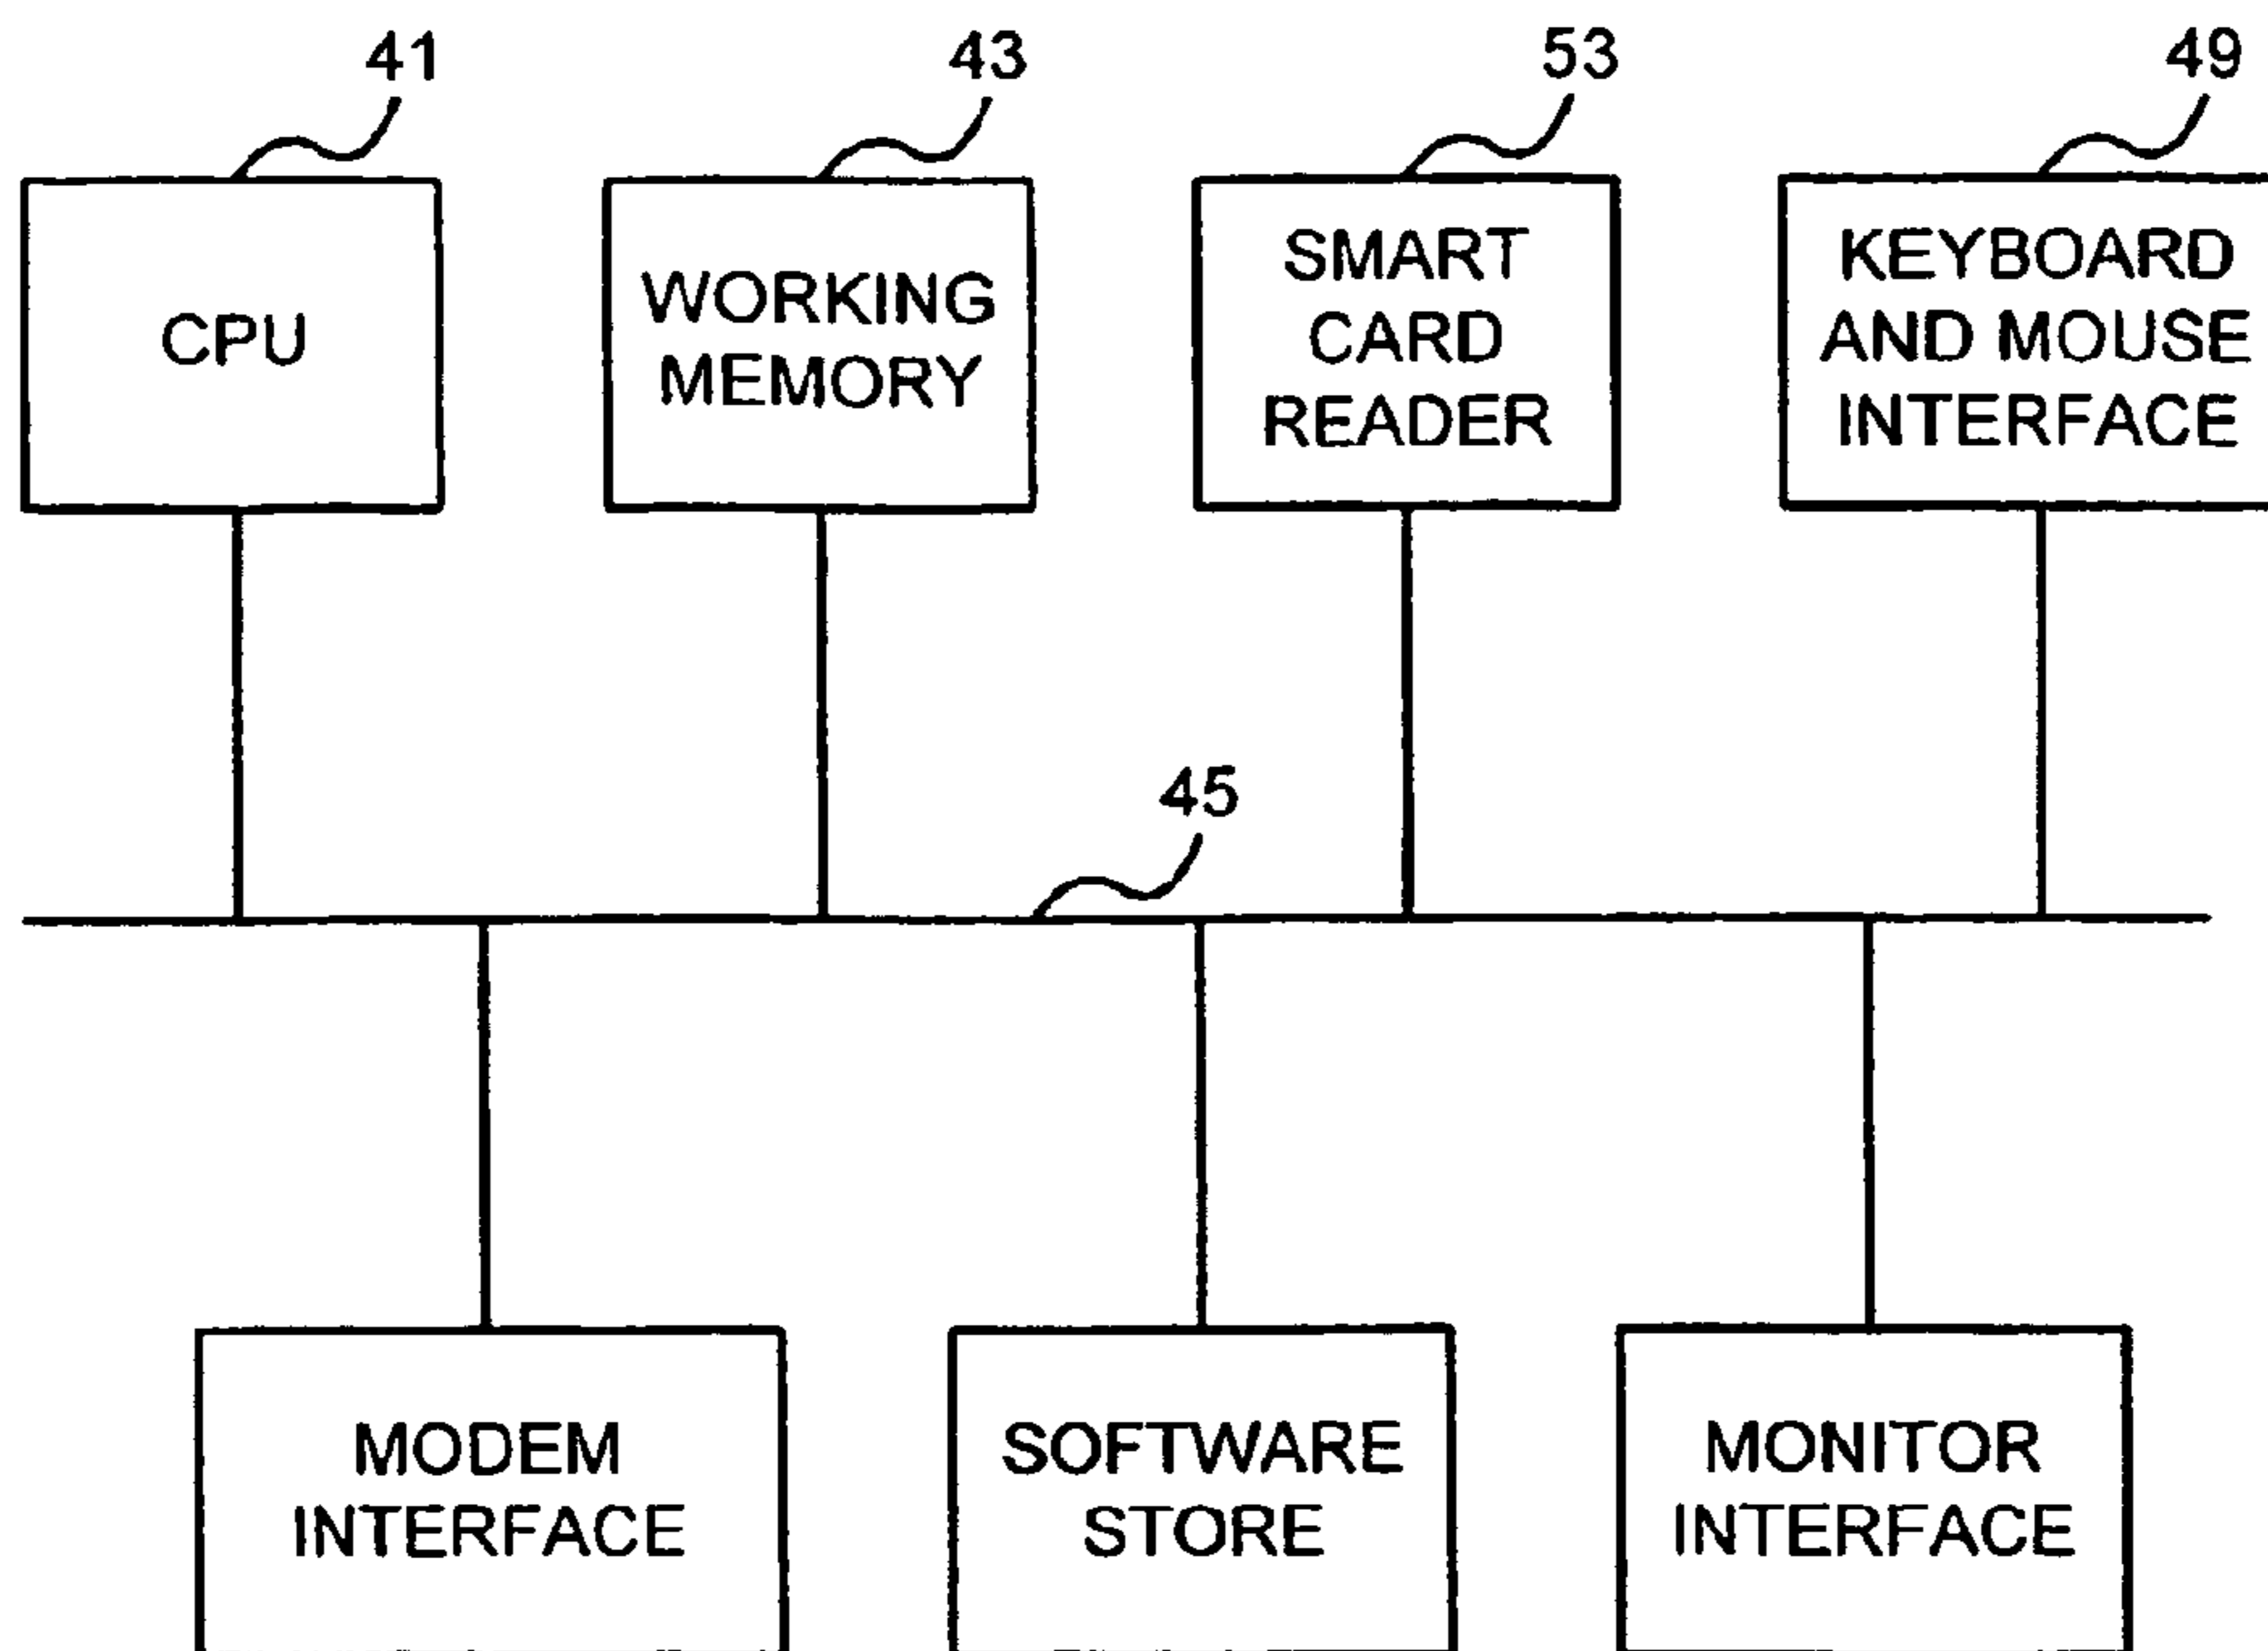 41
43
53
49
CPU
WORKING
MEMORY
SMART
CARD
READER
KEYBOARD
AND MOUSE
INTERFACE
45
MODEM
INTERFACE
SOFTWARE
STORE
MONITOR
INTERFACE